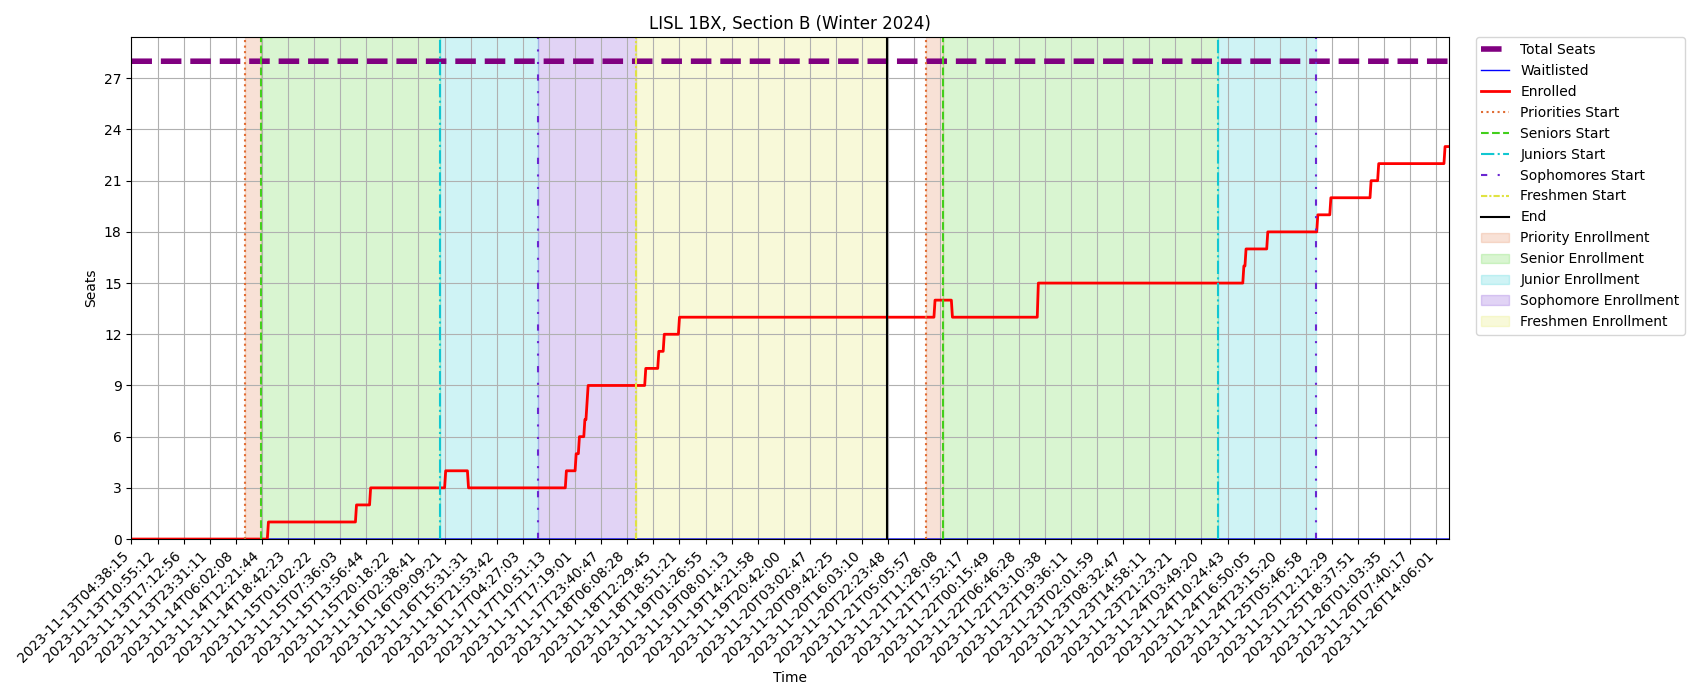 LISL 1BX, Section B (Winter 2024)
Seats
27
24
21
18
15
12
9
6
3
0
2023-11-13T04:38:15
2023-11-13T10:55:12
2023-11-13T17:12:56
2023-11-13T23:31:11
2023-11-14T06:02:08
2023-11-14T12:21:44
2023-11-14T18:42:23
2023-11-15T01:02:22
2023-11-15T07:36:03
2023-11-15T13:56:44
2023-11-15T20:18:22
2023-11-16T02:38:41
2023-11-16T09:09:21
2023-11-16T15:31:31
2023-11-16T21:53:42
2023-11-17T04:27:03
2023-11-17T10:51:13
2023-11-17T17:19:01
2023-11-17T23:40:47
2023-11-18T06:08:28
2023-11-18T12:29:45
2023-11-18T18:51:21
2023-11-19T01:26:55
2023-11-19T08:01:13
2023-11-19T14:21:58
2023-11-19T20:42:00
2023-11-20T03:02:47
2023-11-20T09:42:25
2023-11-20T16:03:10
2023-11-20T22:23:48
2023-11-21T05:05:57
2023-11-21T11:28:08
2023-11-21T17:52:17
2023-11-22T00:15:49
2023-11-22T06:46:28
2023-11-22T13:10:38
2023-11-22T19:36:11
2023-11-23T02:01:59
2023-11-23T08:32:47
2023-11-23T14:58:11
2023-11-23T21:23:21
2023-11-24T03:49:20
2023-11-24T10:24:43
2023-11-24T16:50:05
2023-11-24T23:15:20
2023-11-25T05:46:58
2023-11-25T12:12:29
2023-11-25T18:37:51
2023-11-26T01:03:35
2023-11-26T07:40:17
2023-11-26T14:06:01
Time
Total Seats
Waitlisted
Enrolled
Priorities Start
Seniors Start
Juniors Start
Sophomores Start
Freshmen Start
End
Priority Enrollment
Senior Enrollment
Junior Enrollment
Sophomore Enrollment
Freshmen Enrollment